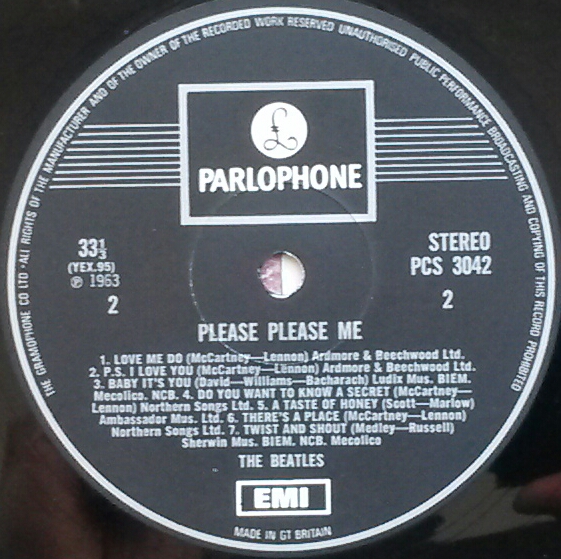 THE GRAMOPHONE CO LTD · ALL RIGHTS OF THE MANUFACTURER AND OF THE OWNER OF THE RECORDED WORK RESERVED UNAUTHORISED PUBLIC PERFORMANCE BROADCASTING AND COPYING OF THIS RECORD PROHIBITED
£
PARLOPHONE
33⅓
(YEX.95)
℗ 1963
2
STEREO
PCS 3042
2
PLEASE PLEASE ME
1. LOVE ME DO (McCartney—Lennon) Ardmore & Beechwood Ltd.
2. P.S. I LOVE YOU (McCartney—Lennon) Ardmore & Beechwood Ltd.
3. BABY IT'S YOU (David—Williams—Bacharach) Ludix Mus. BIEM.
Mecolico. NCB. 4. DO YOU WANT TO KNOW A SECRET (McCartney—
Lennon) Northern Songs Ltd. 5. A TASTE OF HONEY (Scott—Marlow)
Ambassador Mus. Ltd. 6. THERE'S A PLACE (McCartney—Lennon)
Northern Songs Ltd. 7. TWIST AND SHOUT (Medley—Russell)
Sherwin Mus. BIEM. NCB. Mecolico
THE BEATLES
EMI
MADE IN GT BRITAIN